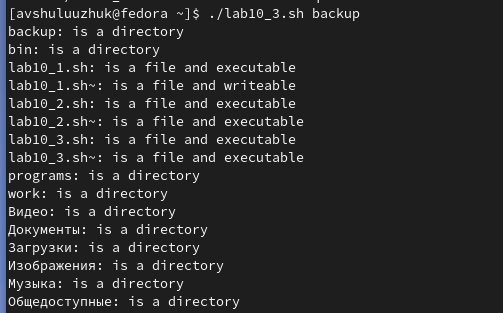 [avshuluuzhuk@fedora ~]$ ./lab10_3.sh backup
backup: is a directory
bin: is a directory
lab10_1.sh: is a file and executable
lab10_1.sh~: is a file and writeable
lab10_2.sh: is a file and executable
lab10_2.sh~: is a file and executable
lab10_3.sh: is a file and executable
lab10_3.sh~: is a file and executable
programs: is a directory
work: is a directory
Видео: is a directory
Документы: is a directory
Загрузки: is a directory
Изображения: is a directory
Музыка: is a directory
Общедоступные: is a directory